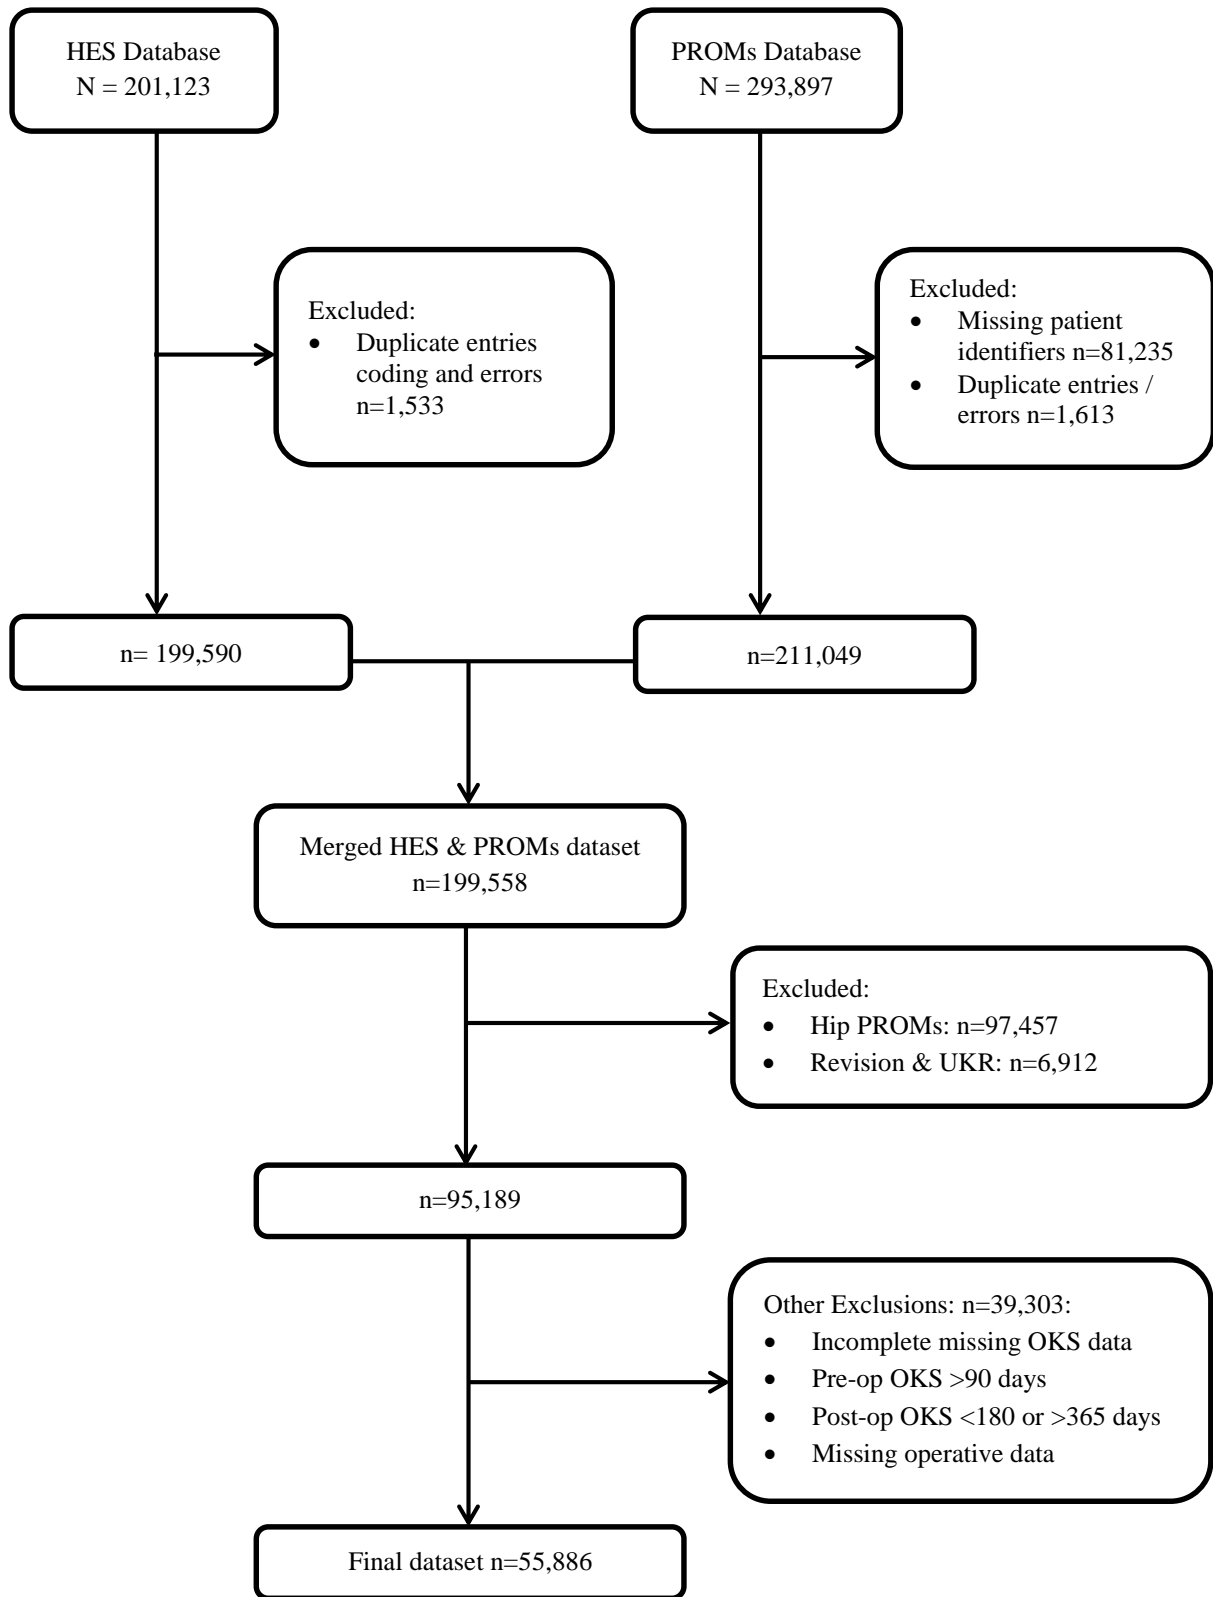 HES Database
N = 201,123
PROMs Database
N = 293,897
Excluded:
• Duplicate entries
coding and errors
n=1,533
Excluded:
• Missing patient
identifiers n=81,235
• Duplicate entries /
errors n=1,613
n= 199,590
n=211,049
Merged HES & PROMs dataset
n=199,558
Excluded:
• Hip PROMs: n=97,457
• Revision & UKR: n=6,912
n=95,189
Other Exclusions: n=39,303:
• Incomplete missing OKS data
• Pre-op OKS >90 days
• Post-op OKS <180 or >365 days
• Missing operative data
Final dataset n=55,886